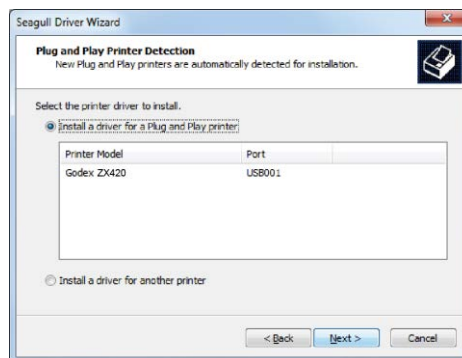 Seagull Driver Wizard
Plug and Play Printer Detection
New Plug and Play printers are automatically detected for installation.
Select the printer driver to install.
Install a driver for a Plug and Play printer
Printer Model Port
Godex ZX420 USB001
Install a driver for another printer
< Back Next > Cancel